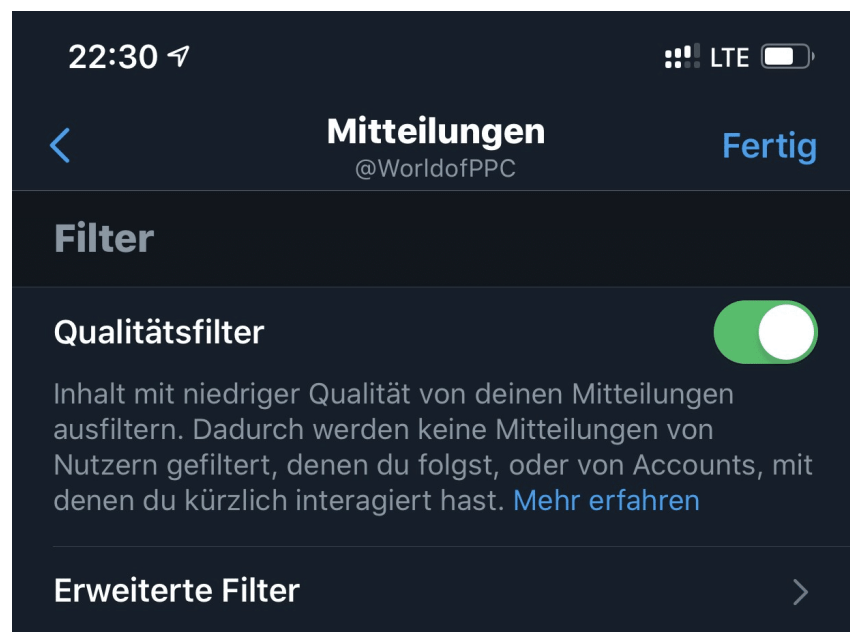 22:30 LTE
Mitteilungen
@WorldofPPC
Fertig
Filter
Qualitätsfilter
Inhalt mit niedriger Qualität von deinen Mitteilungen
ausfiltern. Dadurch werden keine Mitteilungen von
Nutzern gefiltert, denen du folgst, oder von Accounts, mit
denen du kürzlich interagiert hast. Mehr erfahren
Erweiterte Filter